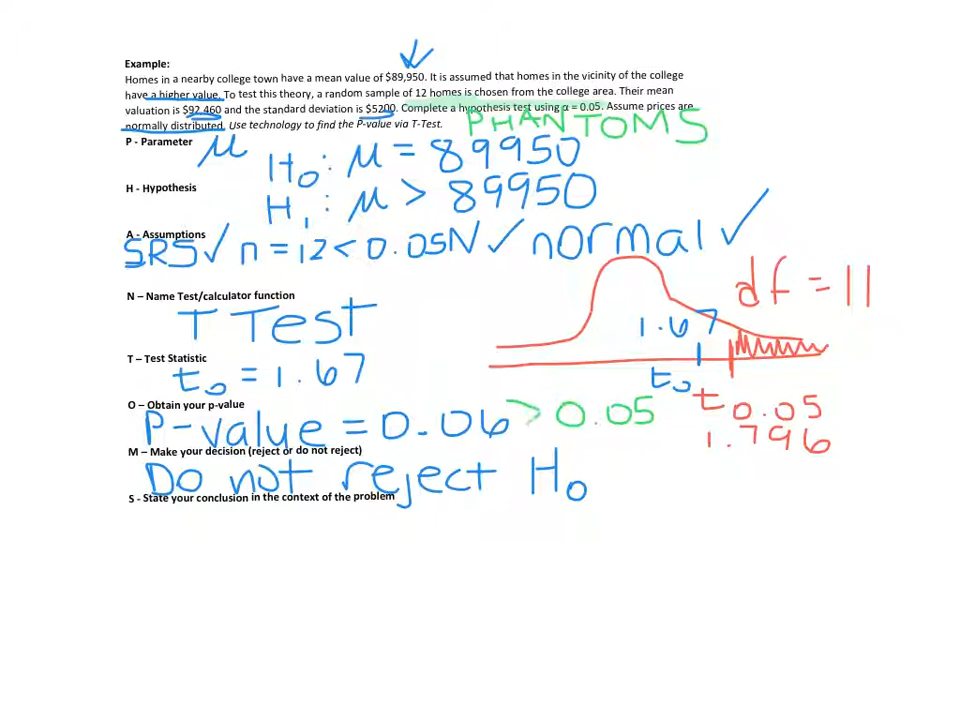 Example:
Homes in a nearby college town have a mean value of $89,950. It is assumed that homes in the vicinity of the college
have a higher value. To test this theory, a random sample of 12 homes is chosen from the college area. Their mean
valuation is $92,460 and the standard deviation is $5200. Complete a hypothesis test using α = 0.05. Assume prices are
normally distributed. Use technology to find the P-value via T-Test.
PHANTOMS
P - Parameter μ
H₀: μ = 89950
H - Hypothesis
H₁: μ > 89950
A - Assumptions
SRS✓ n=12<0.05N✓ normal✓
df = 11
N – Name Test/calculator function
T Test
1.67
T – Test Statistic
t₀ = 1.67
t₀
t0.05
1.796
O – Obtain your p-value
P-value = 0.06 > 0.05
M – Make your decision (reject or do not reject)
Do not reject H₀
S - State your conclusion in the context of the problem